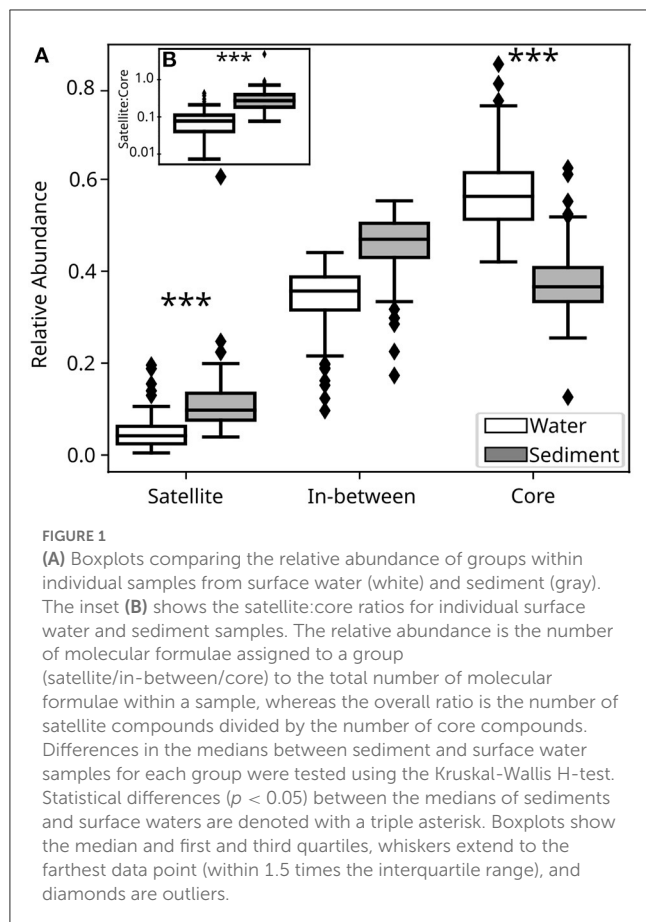 A
B
***
Satellite:Core
1.0
0.1
0.01
***
***
Relative Abundance
0.8
0.6
0.4
0.2
0.0
Water
Sediment
Satellite
In-between
Core
FIGURE 1
(A) Boxplots comparing the relative abundance of groups within
individual samples from surface water (white) and sediment (gray).
The inset (B) shows the satellite:core ratios for individual surface
water and sediment samples. The relative abundance is the number
of molecular formulae assigned to a group
(satellite/in-between/core) to the total number of molecular
formulae within a sample, whereas the overall ratio is the number of
satellite compounds divided by the number of core compounds.
Differences in the medians between sediment and surface water
samples for each group were tested using the Kruskal-Wallis H-test.
Statistical differences (p < 0.05) between the medians of sediments
and surface waters are denoted with a triple asterisk. Boxplots show
the median and first and third quartiles, whiskers extend to the
farthest data point (within 1.5 times the interquartile range), and
diamonds are outliers.